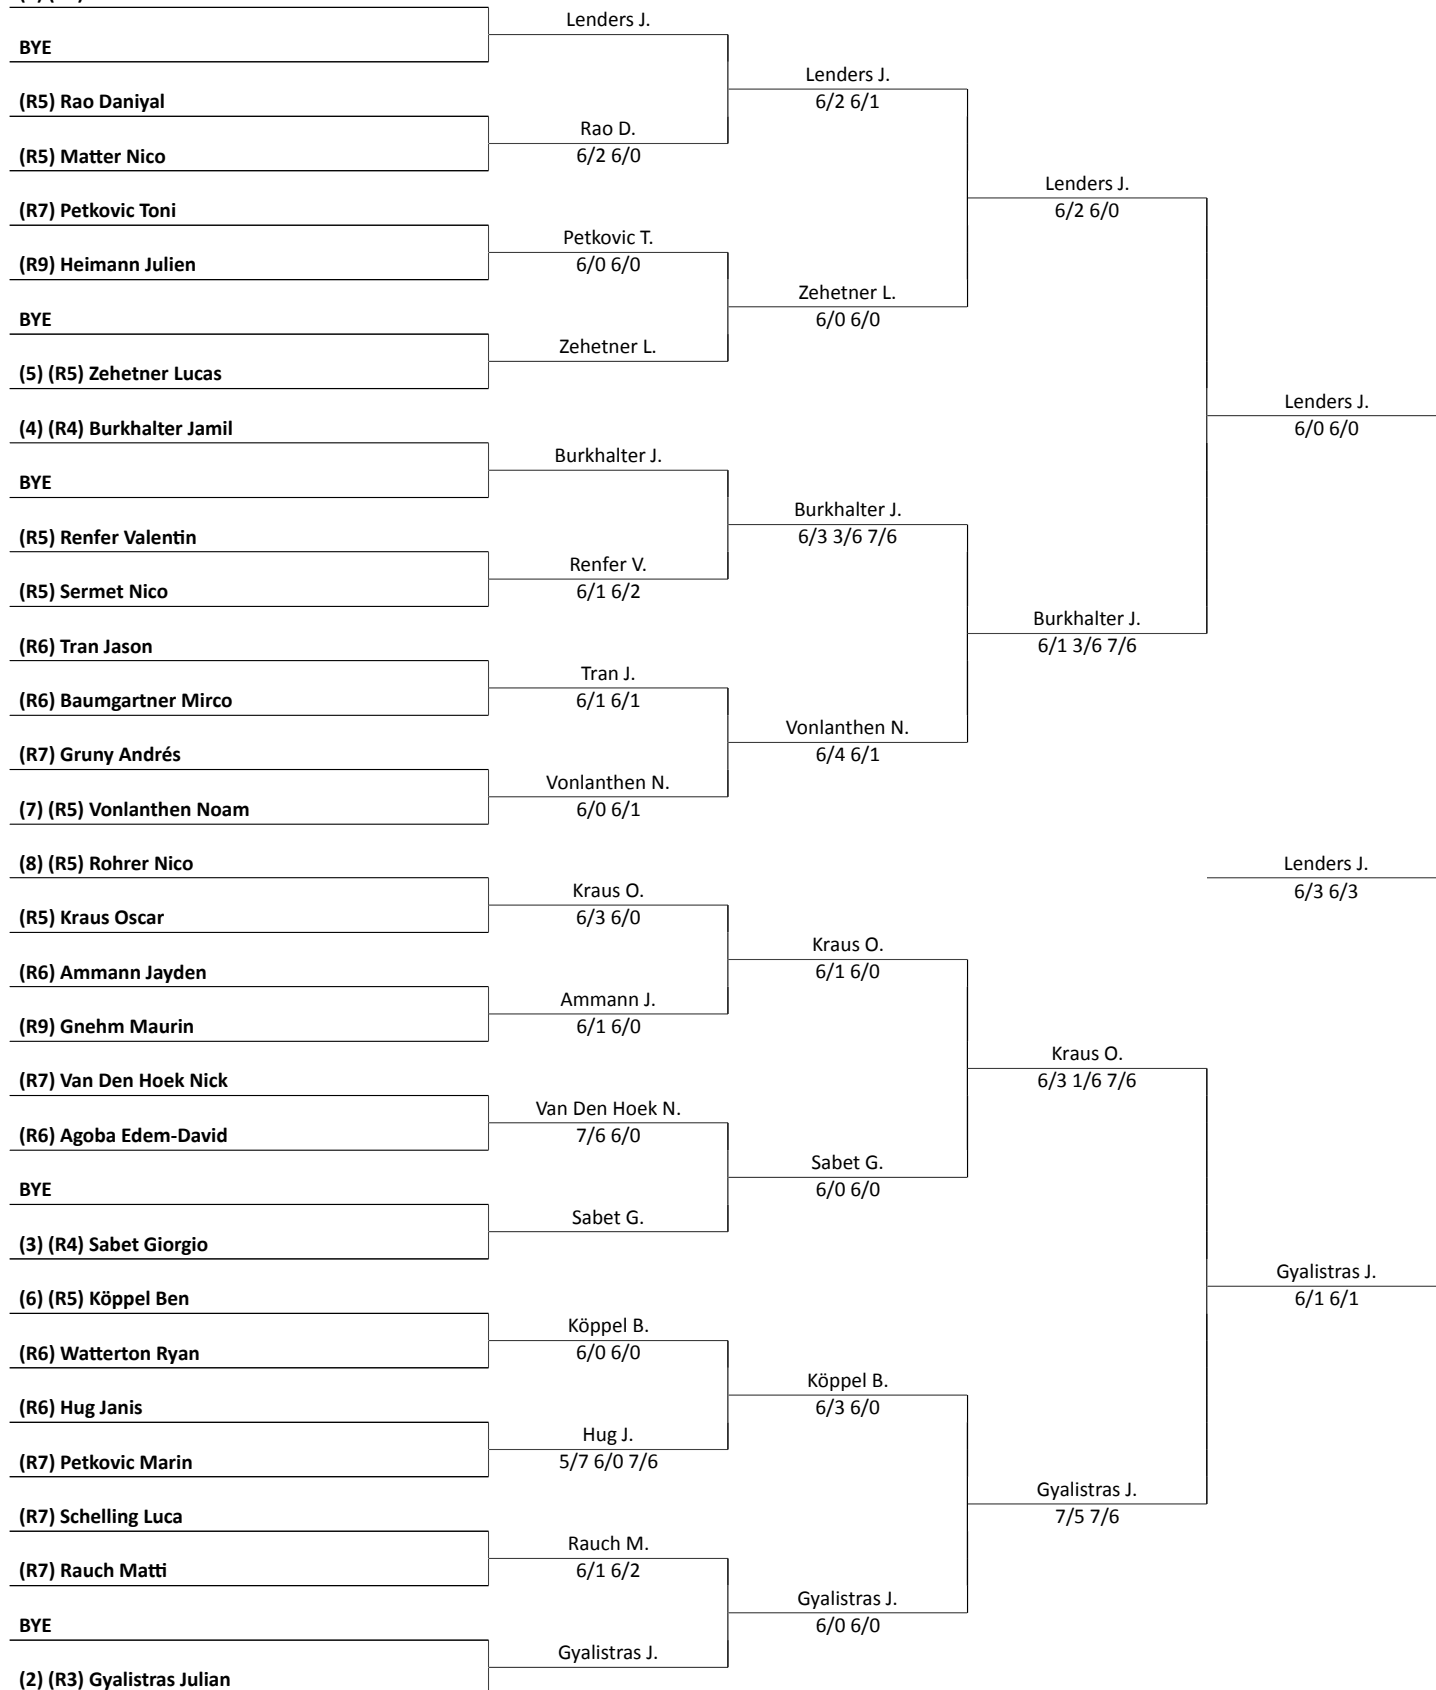 Lenders J.
BYE
Lenders J.
6/2 6/1
(R5) Rao Daniyal
Rao D.
6/2 6/0
(R5) Matter Nico
Lenders J.
6/2 6/0
(R7) Petkovic Toni
Petkovic T.
6/0 6/0
(R9) Heimann Julien
Zehetner L.
6/0 6/0
BYE
Zehetner L.
(5) (R5) Zehetner Lucas
Lenders J.
6/0 6/0
(4) (R4) Burkhalter Jamil
Burkhalter J.
BYE
Burkhalter J.
6/3 3/6 7/6
(R5) Renfer Valentin
Renfer V.
6/1 6/2
(R5) Sermet Nico
Burkhalter J.
6/1 3/6 7/6
(R6) Tran Jason
Tran J.
6/1 6/1
(R6) Baumgartner Mirco
Vonlanthen N.
6/4 6/1
(R7) Gruny Andrés
Vonlanthen N.
6/0 6/1
(7) (R5) Vonlanthen Noam
(8) (R5) Rohrer Nico
Lenders J.
6/3 6/3
Kraus O.
6/3 6/0
(R5) Kraus Oscar
Kraus O.
6/1 6/0
(R6) Ammann Jayden
Ammann J.
6/1 6/0
(R9) Gnehm Maurin
Kraus O.
6/3 1/6 7/6
(R7) Van Den Hoek Nick
Van Den Hoek N.
7/6 6/0
(R6) Agoba Edem-David
Sabet G.
6/0 6/0
BYE
Sabet G.
(3) (R4) Sabet Giorgio
Gyalistras J.
6/1 6/1
(6) (R5) Köppel Ben
Köppel B.
6/0 6/0
(R6) Watterton Ryan
Köppel B.
6/3 6/0
(R6) Hug Janis
Hug J.
5/7 6/0 7/6
(R7) Petkovic Marin
Gyalistras J.
7/5 7/6
(R7) Schelling Luca
Rauch M.
6/1 6/2
(R7) Rauch Matti
Gyalistras J.
6/0 6/0
BYE
Gyalistras J.
(2) (R3) Gyalistras Julian